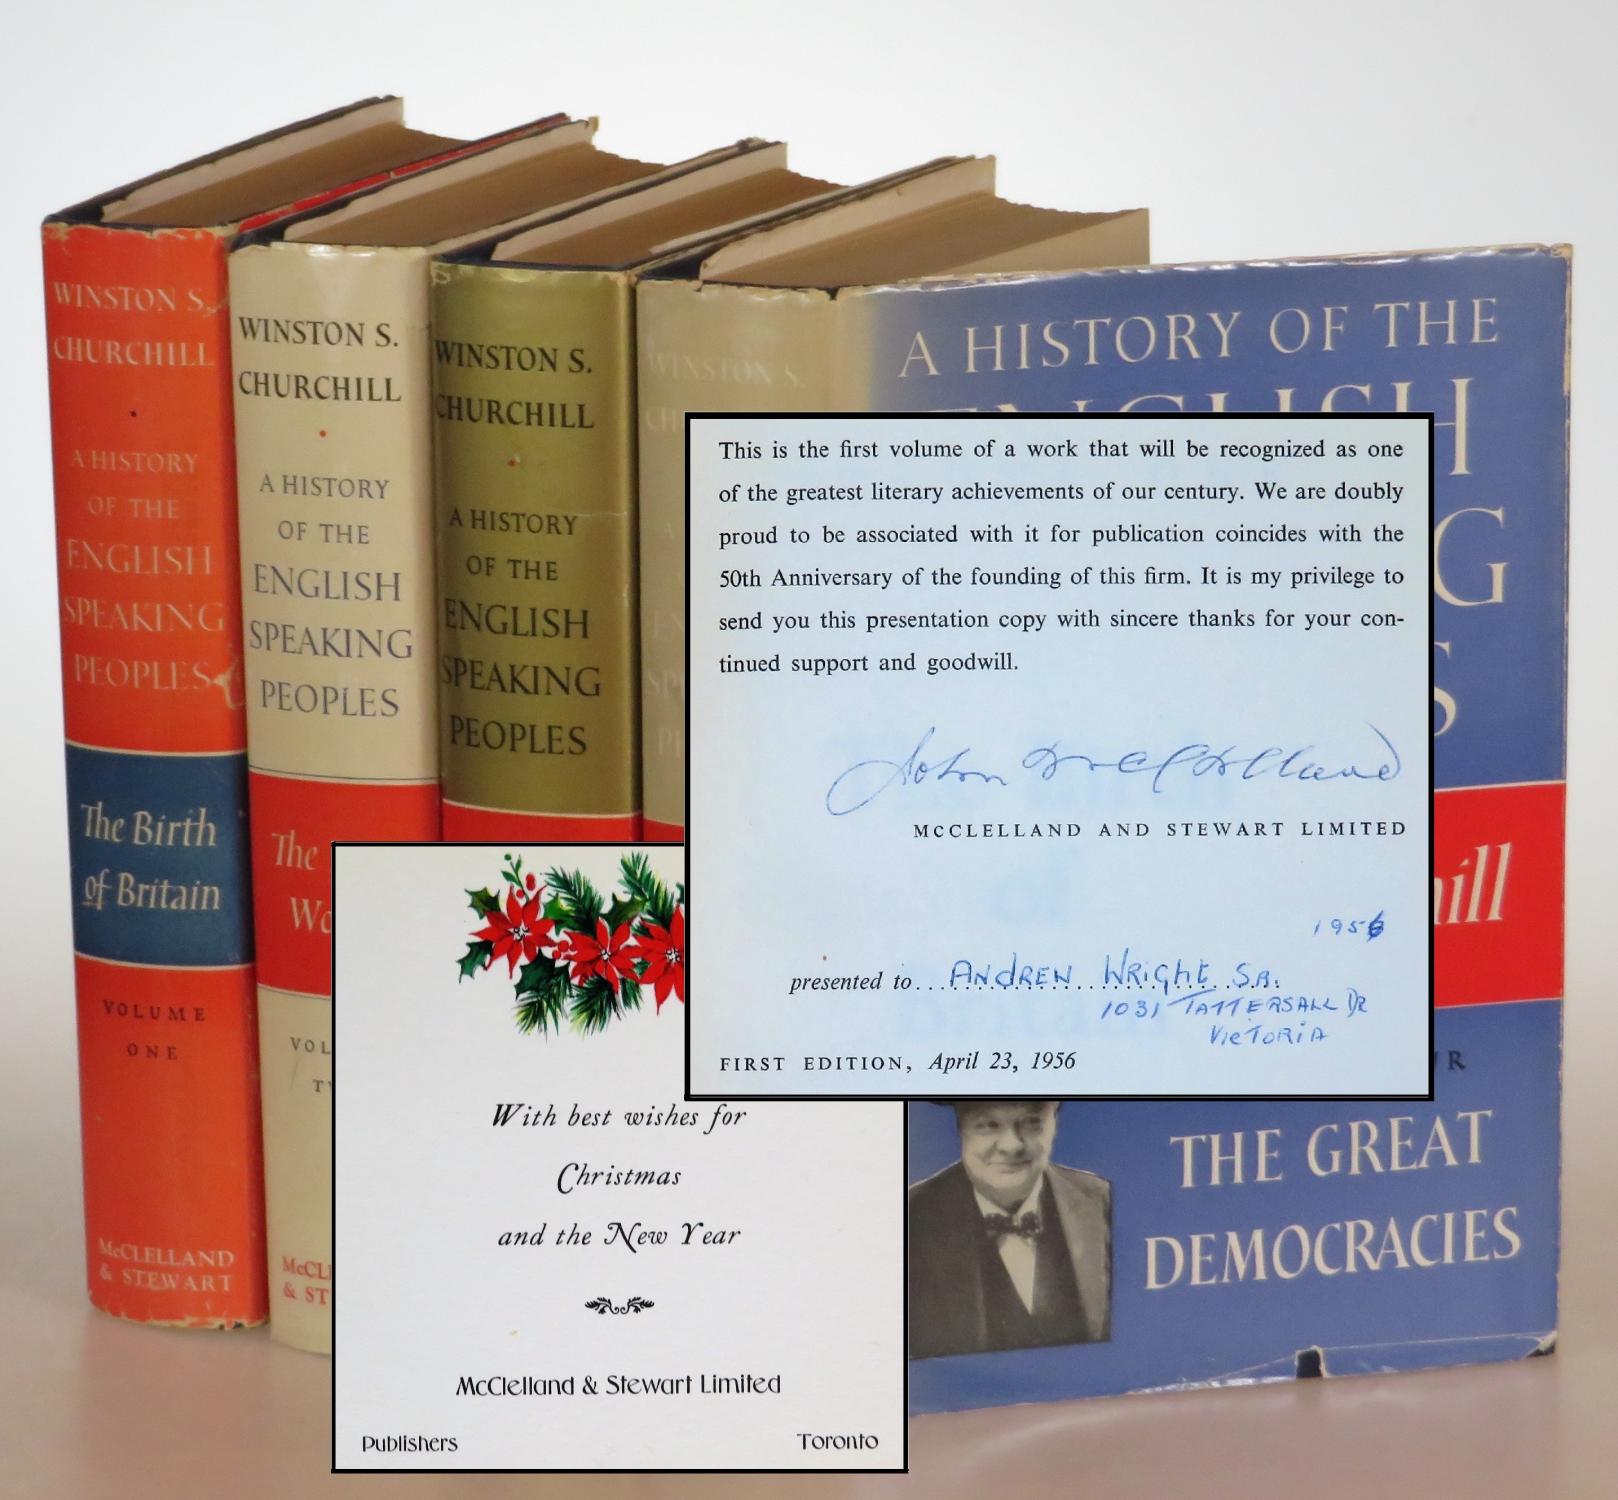 WINSTON S.
CHURCHILL
A HISTORY
OF THE
ENGLISH
SPEAKING
PEOPLES
The Birth
of Britain
VOLUME
ONE
McCLELLAND
& STEWART
WINSTON S.
CHURCHILL
A HISTORY
OF THE
ENGLISH
SPEAKING
PEOPLES
The
WINSTON S.
CHURCHILL
A HISTORY
OF THE
ENGLISH
SPEAKING
PEOPLES
WINSTON S.
A HISTORY OF THE
ENGLISH
THE GREAT
DEMOCRACIES
This is the first volume of a work that will be recognized as one
of the greatest literary achievements of our century. We are doubly
proud to be associated with it for publication coincides with the
50th Anniversary of the founding of this firm. It is my privilege to
send you this presentation copy with sincere thanks for your con-
tinued support and goodwill.
John McClelland
MCCLELLAND AND STEWART LIMITED
1956
presented to... ANDREW WRIGHT SR.
1031 TATTERSALL DR
VICTORIA
FIRST EDITION, April 23, 1956
With best wishes for
Christmas
and the New Year
McClelland & Stewart Limited
Publishers Toronto